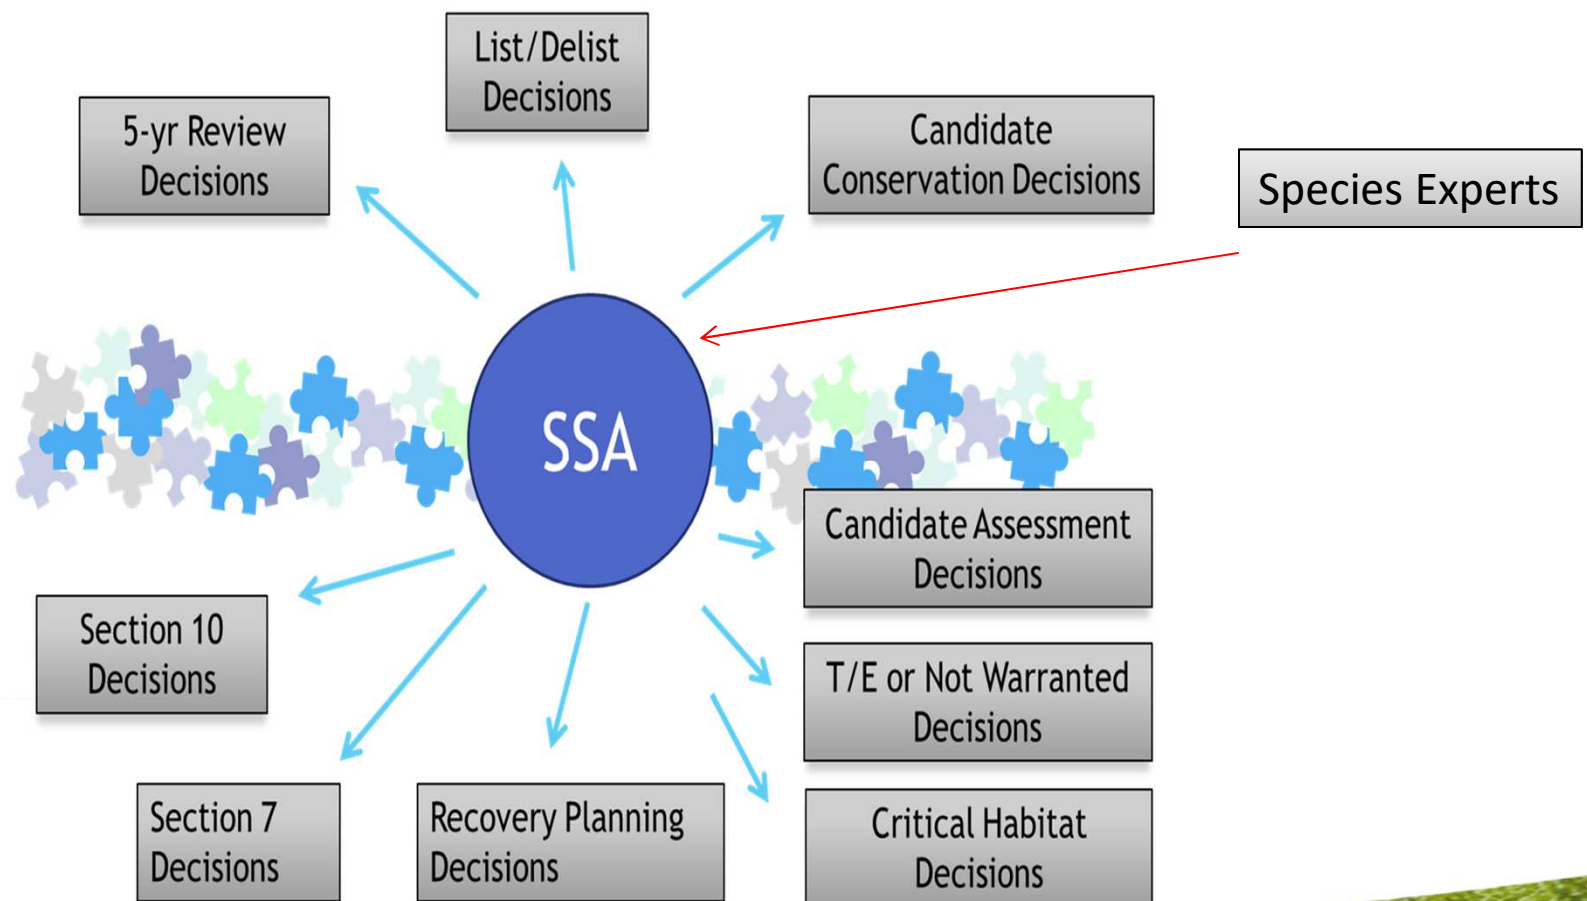 List/Delist
Decisions
5-yr Review
Decisions
Candidate
Conservation Decisions
Species Experts
SSA
Candidate Assessment
Decisions
Section 10
Decisions
T/E or Not Warranted
Decisions
Section 7
Decisions
Recovery Planning
Decisions
Critical Habitat
Decisions